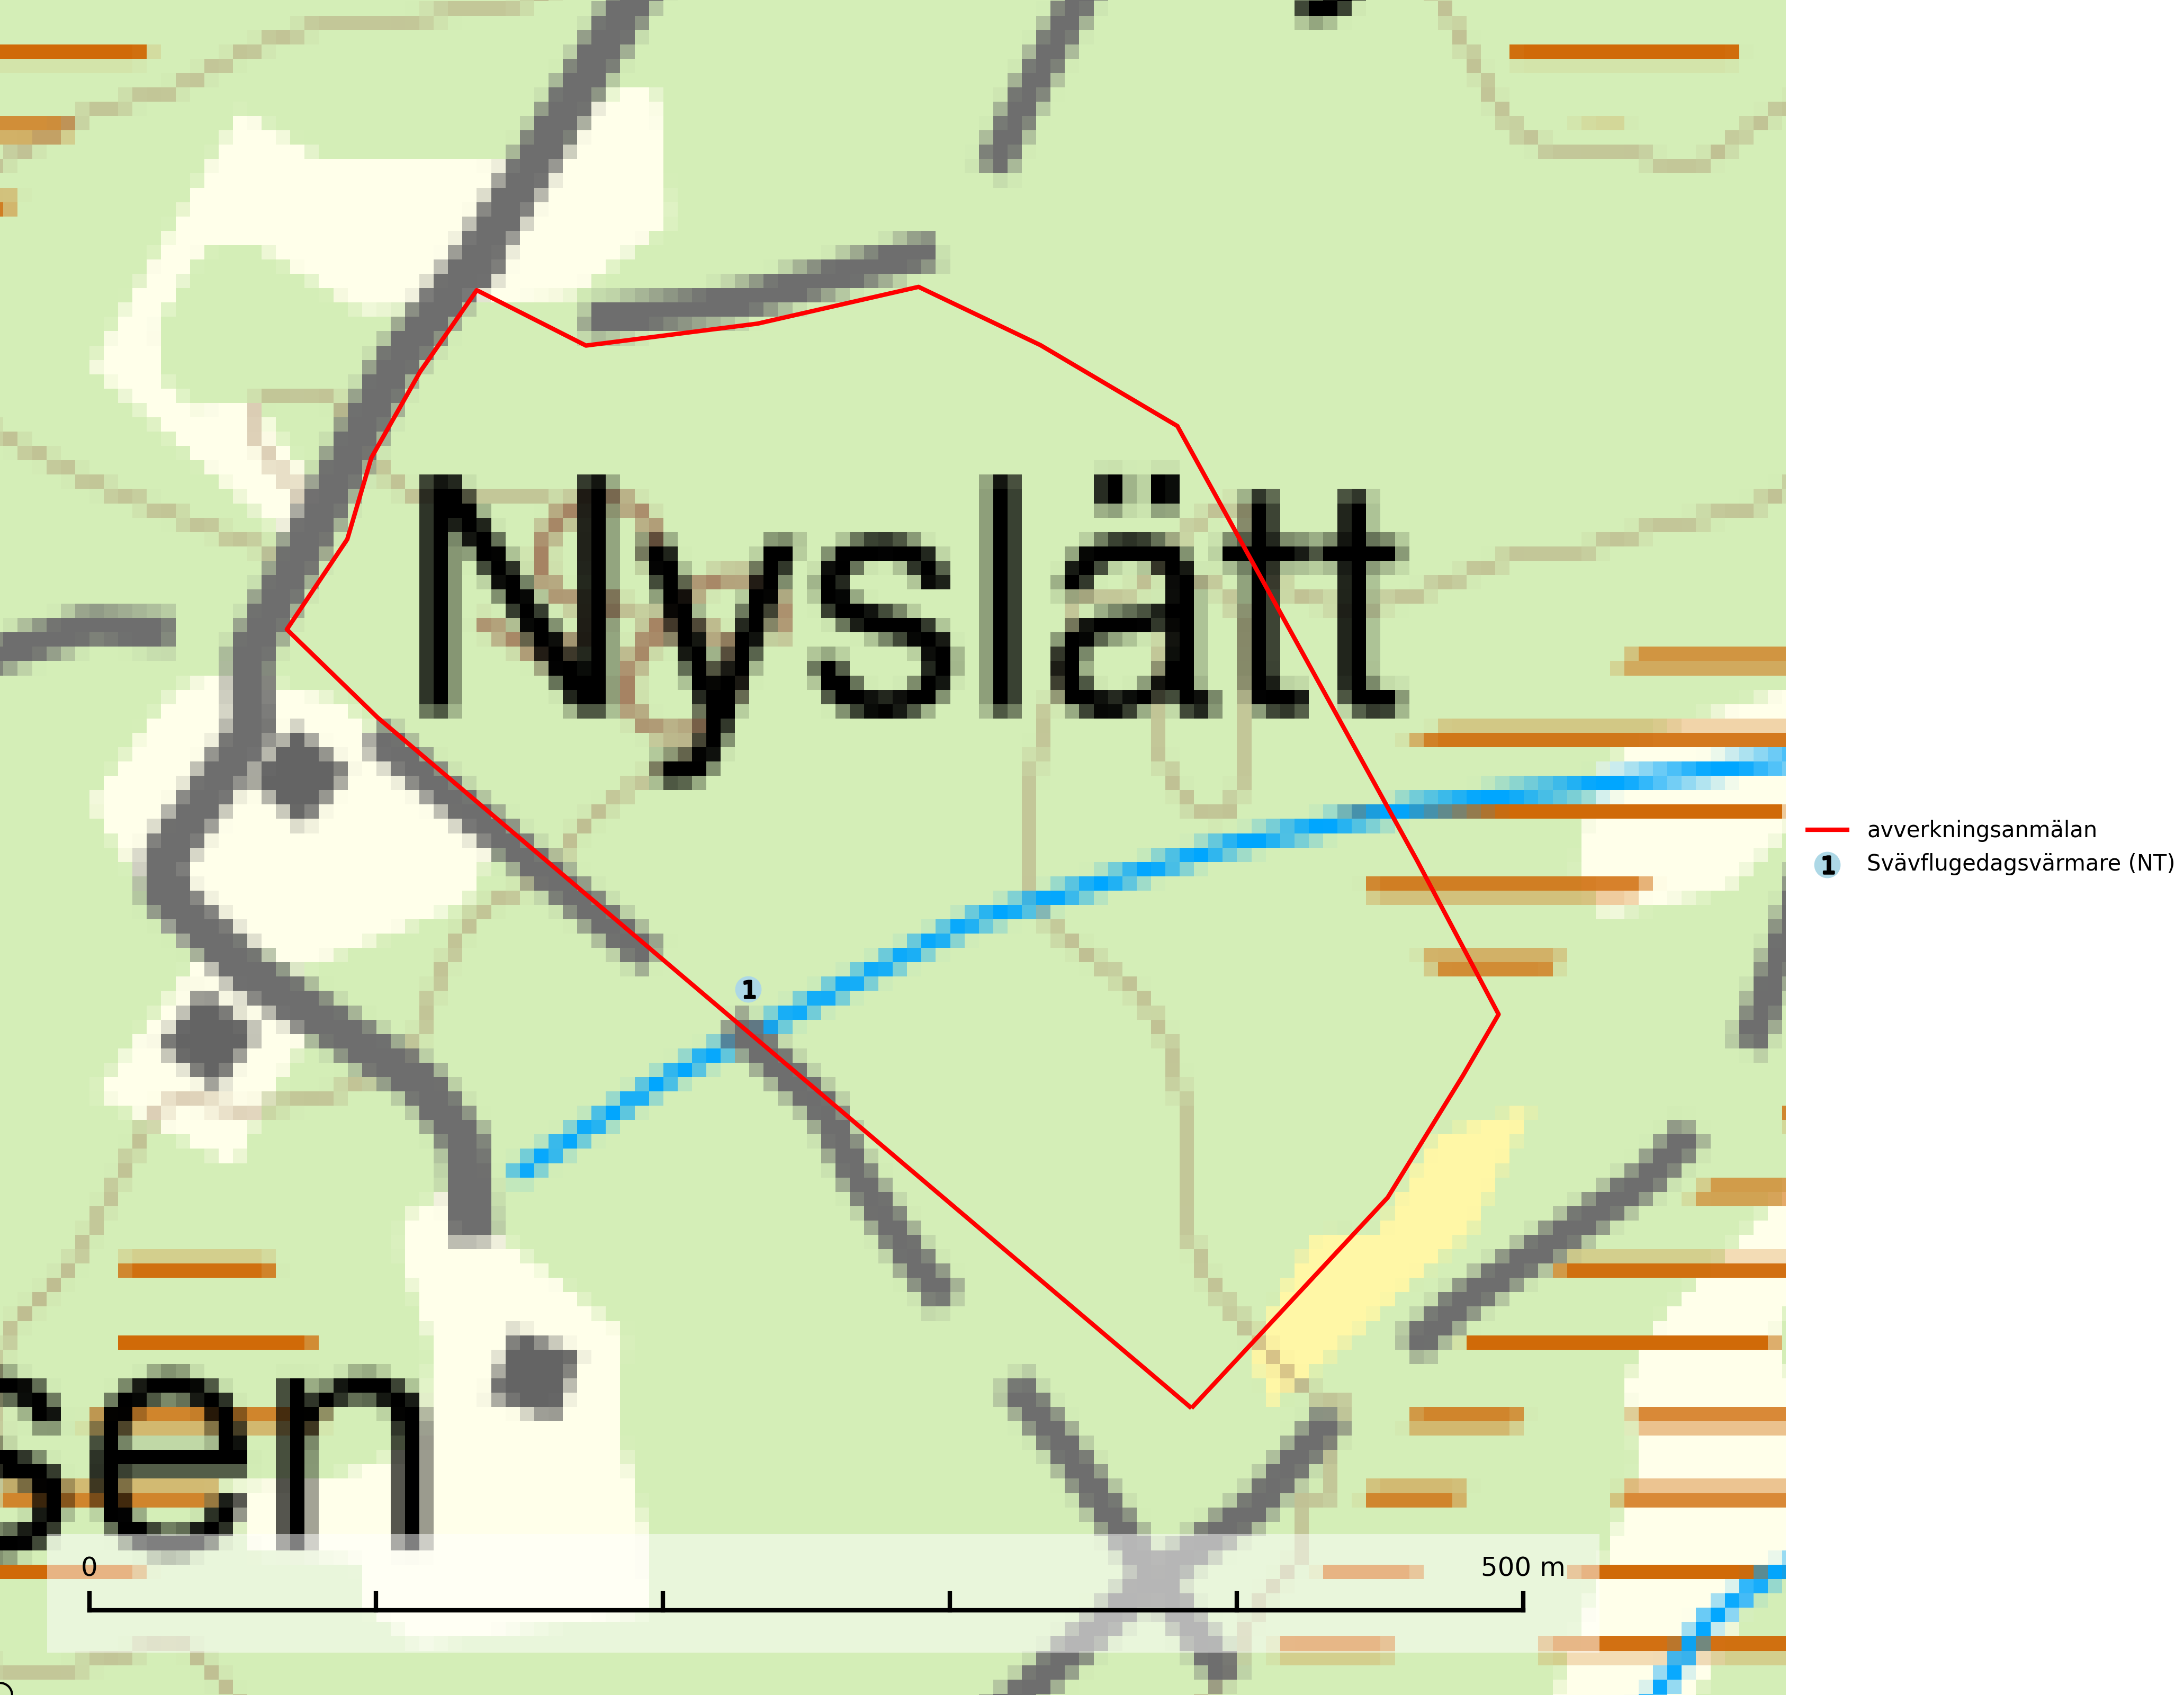 Nyslätt
1
sen
0 500 m
avverkningsanmälan
1 Svävflugedagsvärmare (NT)